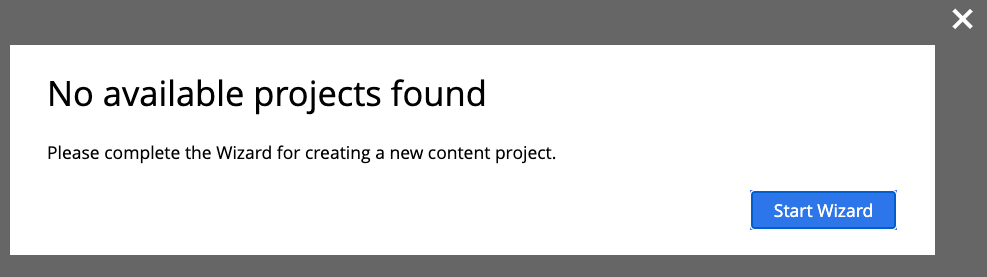 No available projects found
Please complete the Wizard for creating a new content project.
Start Wizard